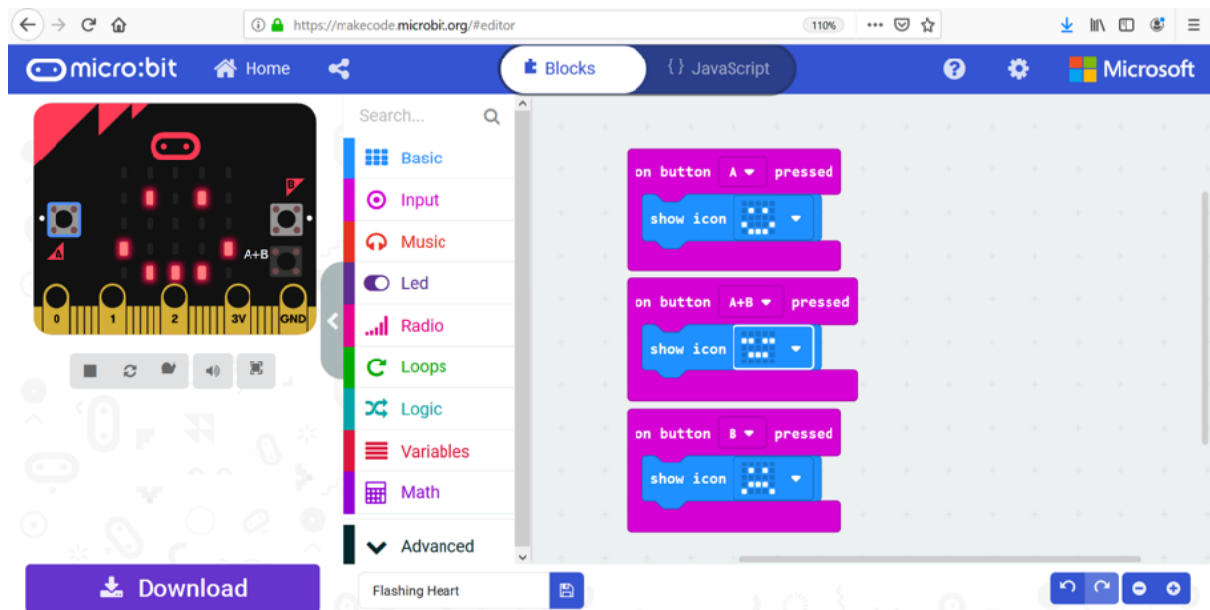 https://makecode.microbit.org/#editor
110%
micro:bit
Home
Blocks
{} JavaScript
?
Microsoft
Search...
Basic
Input
Music
Led
Radio
Loops
Logic
Variables
Math
Advanced
A
B
A+B
0 1 2 3V GND
on button A pressed
show icon
on button A+B pressed
show icon
on button B pressed
show icon
Download
Flashing Heart